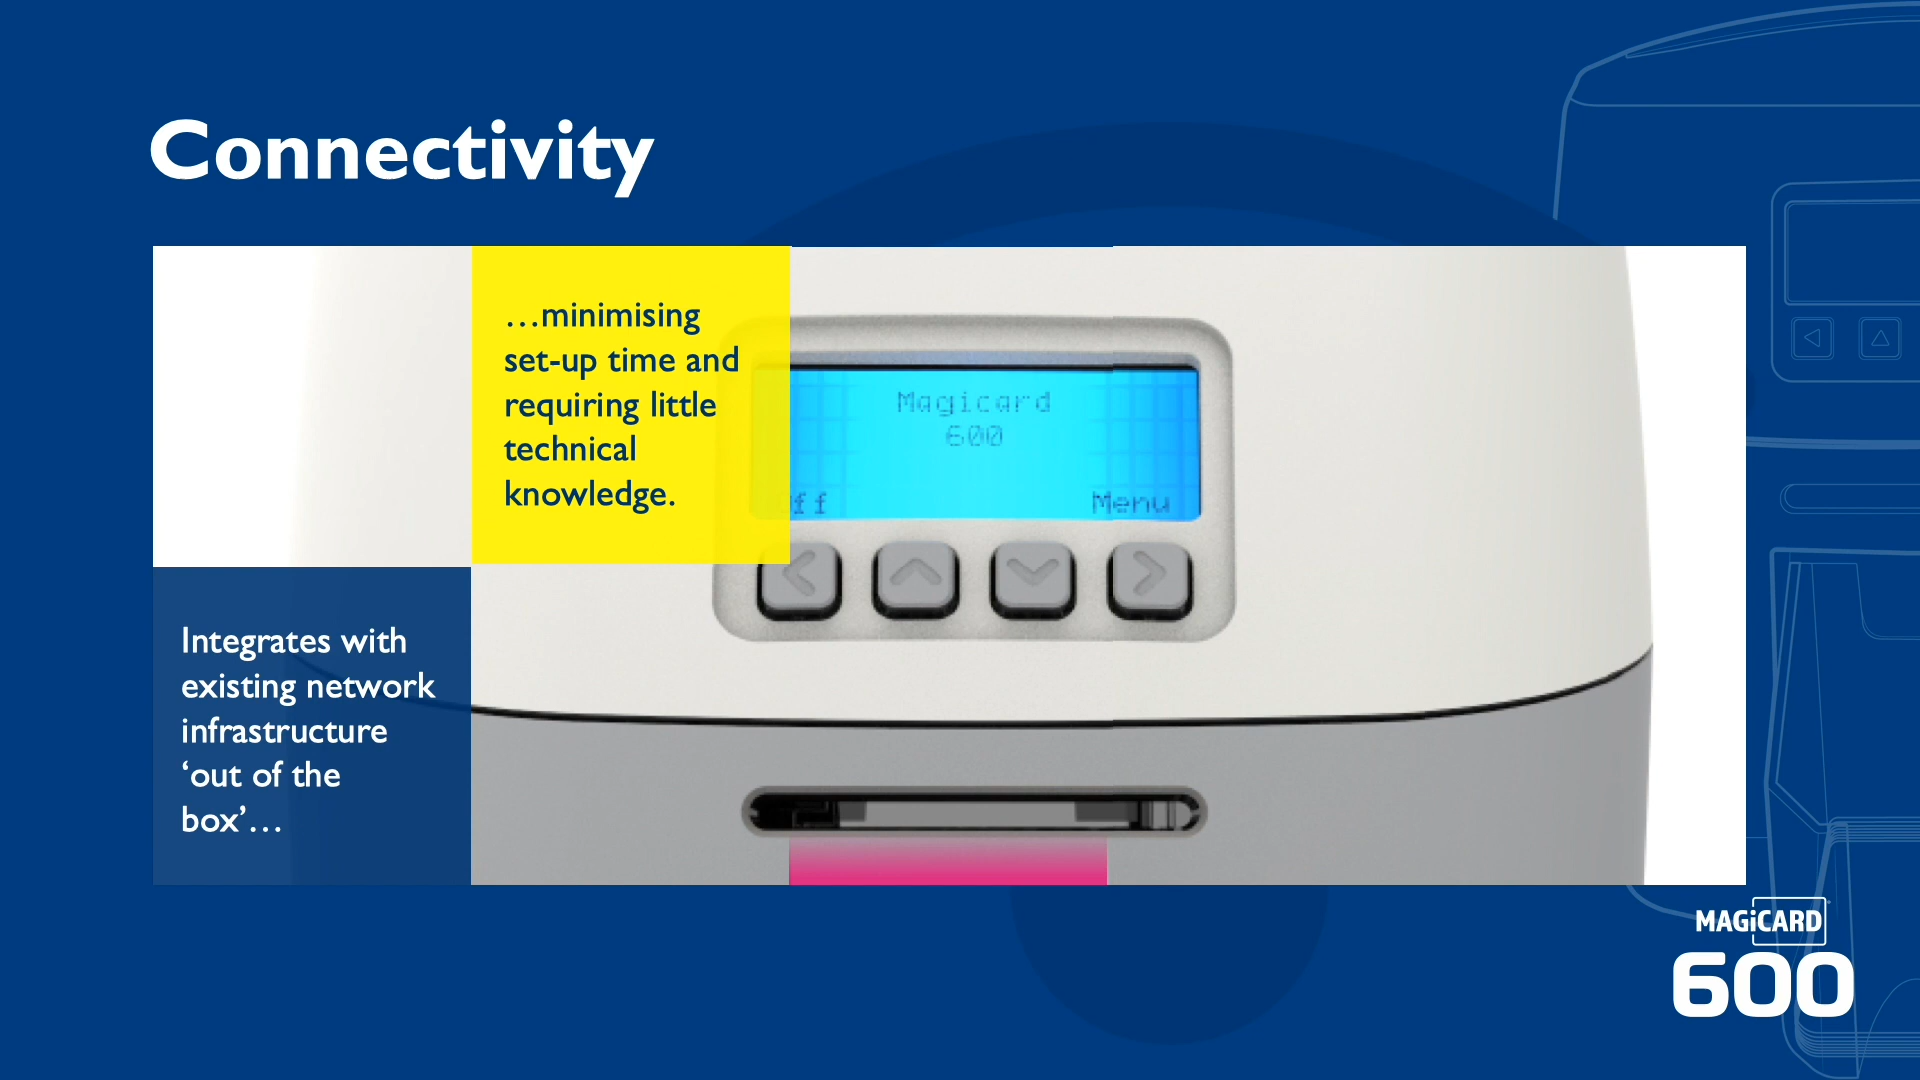 Connectivity
Integrates with
existing network
infrastructure
‘out of the
box’…
…minimising
set-up time and
requiring little
technical
knowledge.
Magicard
600
ff
Menu
MAGiCARD
600